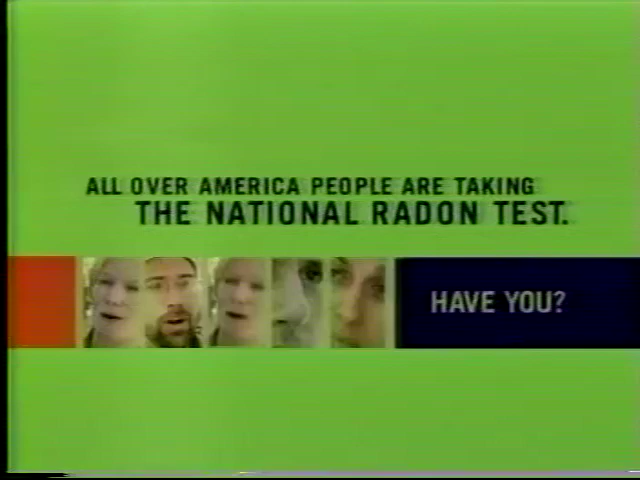 ALL OVER AMERICA PEOPLE ARE TAKING
THE NATIONAL RADON TEST.
HAVE YOU?